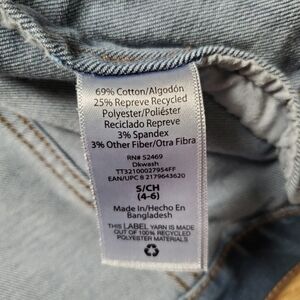 69% Cotton/Algodón
25% Repreve Recycled
Polyester/Poliéster
Reciclado Repreve
3% Spandex
3% Other Fiber/Otra Fibra
RN# 52469
Dkwash
TT32100027954FF
EAN/UPC # 2179643620
S/CH
(4-6)
Made In/Hecho En
Bangladesh
THIS LABEL YARN IS MADE
OUT OF 100% RECYCLED
POLYESTER MATERIALS